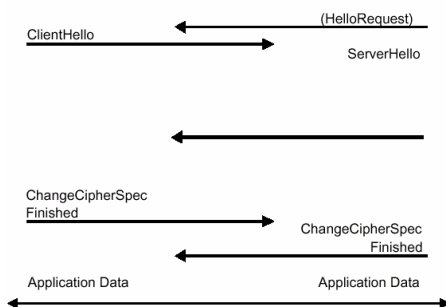 (HelloRequest)
ClientHello
ServerHello
ChangeCipherSpec
Finished
ChangeCipherSpec
Finished
Application Data Application Data